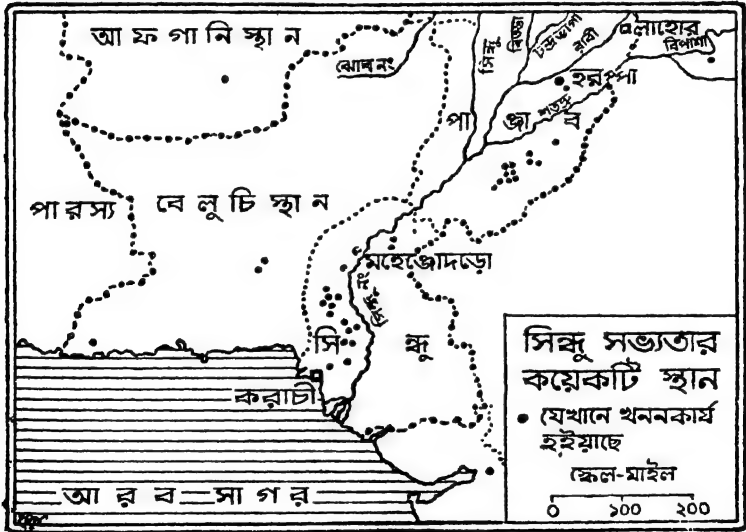 আফগানিস্থান
ঝোব নং
সিন্ধু
বিতস্তা
চন্দ্রভাগা
রাবী
লাহোর
বিপাশা
হরপ্পা
শতদ্রু
পাঞ্জাব
পারস্য
বেলুচিস্থান
মহেঞ্জোদড়ো
সিন্ধু নং
সিন্ধু
করাচী
আরব সাগর
সিন্ধু সভ্যতার
কয়েকটি স্থান
• যেখানে খননকার্য
হইয়াছে
স্কেল-মাইল
০ ১০০ ২০০